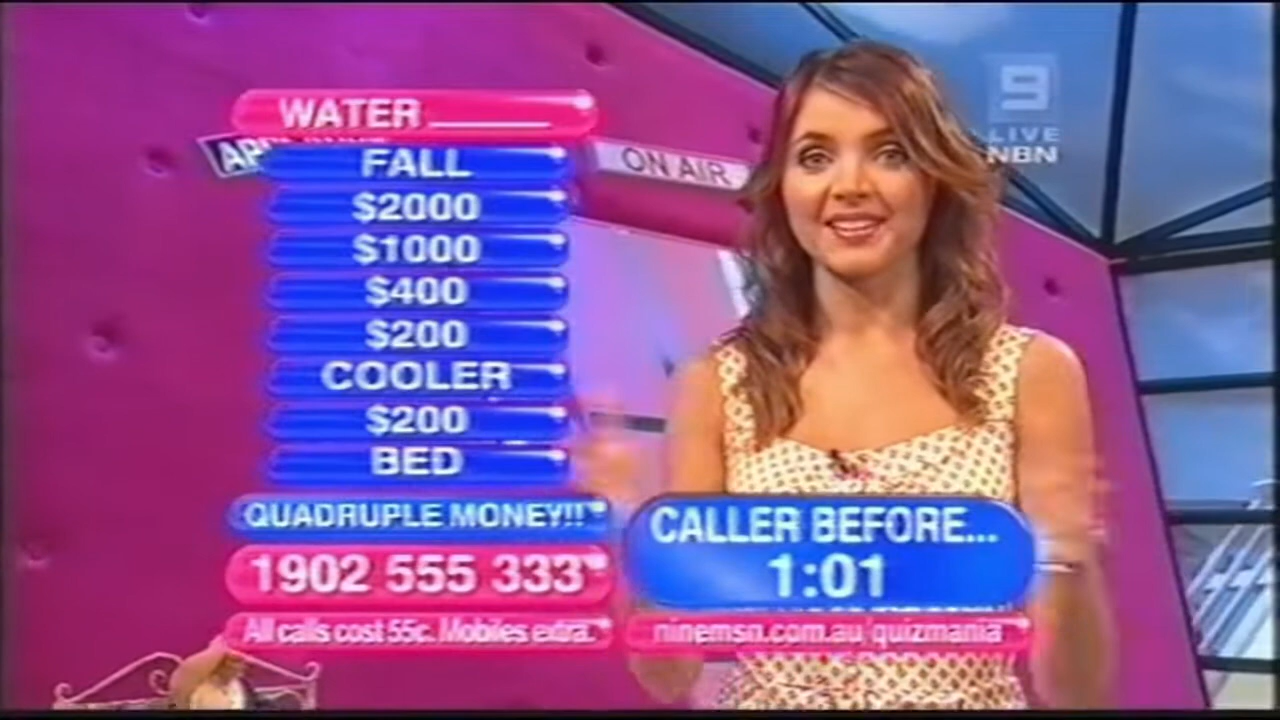 WATER ________
FALL
$2000
$1000
$400
$200
COOLER
$200
BED
QUADRUPLE MONEY!!
1902 555 333
All calls cost 55c. Mobiles extra.
ON AIR
9
LIVE
NBN
CALLER BEFORE...
1:01
ninemsn.com.au/quizmania